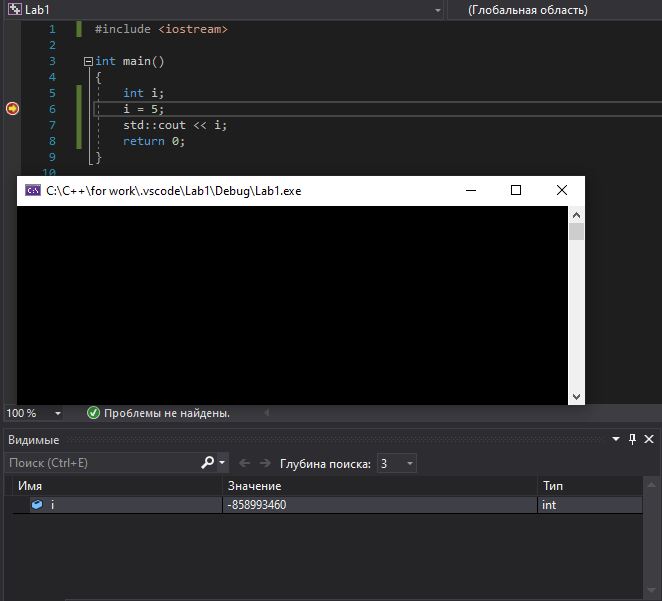 Lab1 (Глобальная область)
1 #include <iostream>
2
3 int main()
4 {
5 int i;
6 i = 5;
7 std::cout << i;
8 return 0;
9 }
10
C:\C++\for work\.vscode\Lab1\Debug\Lab1.exe
100 % Проблемы не найдены.
Видимые
Поиск (Ctrl+E) Глубина поиска: 3
Имя Значение Тип
i -858993460 int